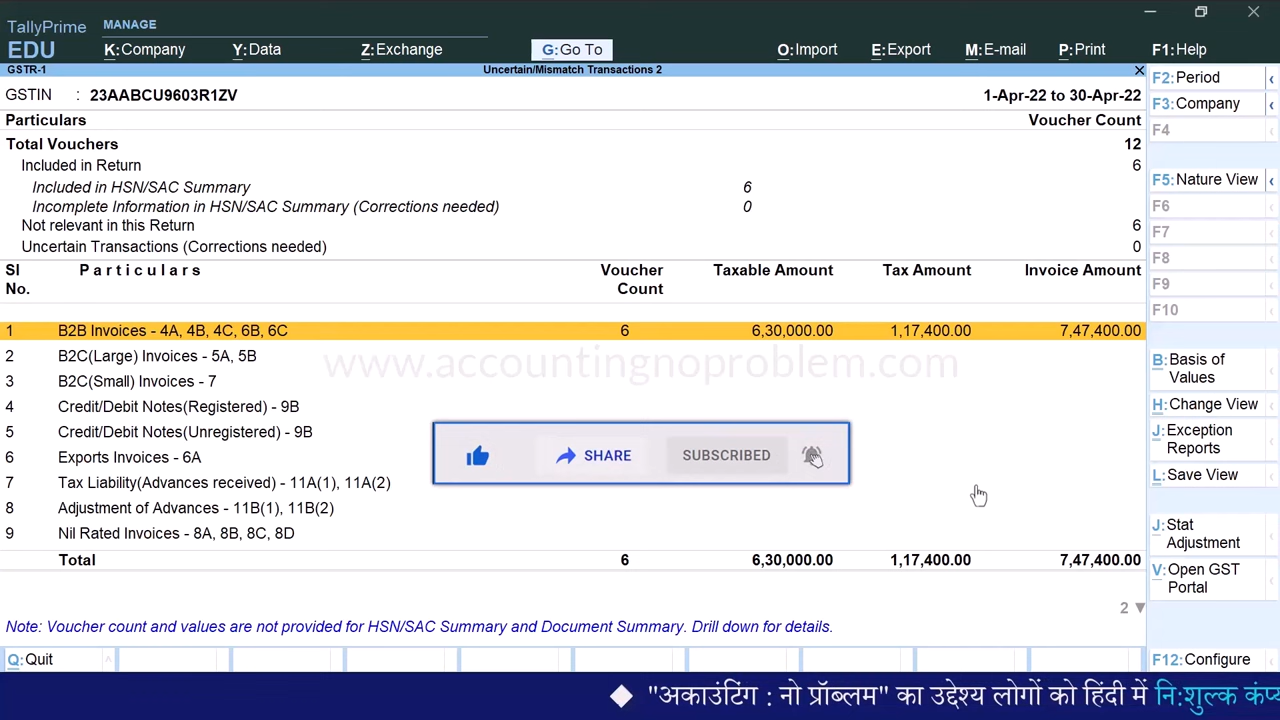 TallyPrime MANAGE
EDU K:Company Y:Data Z:Exchange G:Go To O:Import E:Export M:E-mail P:Print F1:Help
GSTR-1 Uncertain/Mismatch Transactions 2
GSTIN : 23AABCU9603R1ZV 1-Apr-22 to 30-Apr-22
Particulars Voucher Count
Total Vouchers 12
Included in Return 6
Included in HSN/SAC Summary 6
Incomplete Information in HSN/SAC Summary (Corrections needed) 0
Not relevant in this Return 6
Uncertain Transactions (Corrections needed) 0
Sl Particulars Voucher Taxable Amount Tax Amount Invoice Amount
No. Count
1 B2B Invoices - 4A, 4B, 4C, 6B, 6C 6 6,30,000.00 1,17,400.00 7,47,400.00
2 B2C(Large) Invoices - 5A, 5B
www.accountingnoproblem.com
3 B2C(Small) Invoices - 7
4 Credit/Debit Notes(Registered) - 9B
5 Credit/Debit Notes(Unregistered) - 9B
6 Exports Invoices - 6A
SHARE SUBSCRIBED
7 Tax Liability(Advances received) - 11A(1), 11A(2)
8 Adjustment of Advances - 11B(1), 11B(2)
9 Nil Rated Invoices - 8A, 8B, 8C, 8D
Total 6 6,30,000.00 1,17,400.00 7,47,400.00
2
Note: Voucher count and values are not provided for HSN/SAC Summary and Document Summary. Drill down for details.
Q:Quit
F2:Period
F3:Company
F4
F5:Nature View
F6
F7
F8
F9
F10
B:Basis of
Values
H:Change View
J:Exception
Reports
L:Save View
J:Stat
Adjustment
V:Open GST
Portal
F12:Configure
"अकाउंटिंग : नो प्रॉब्लम" का उद्देश्य लोगों को हिंदी में नि:शुल्क